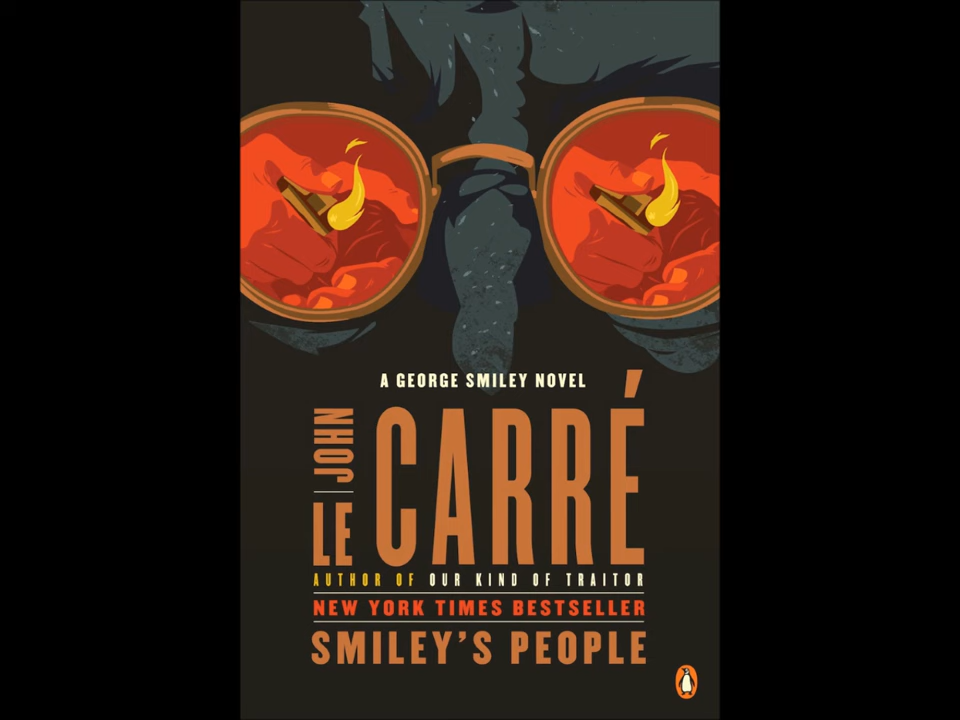 A GEORGE SMILEY NOVEL
JOHN
LE
CARRÉ
AUTHOR OF OUR KIND OF TRAITOR
NEW YORK TIMES BESTSELLER
SMILEY'S PEOPLE